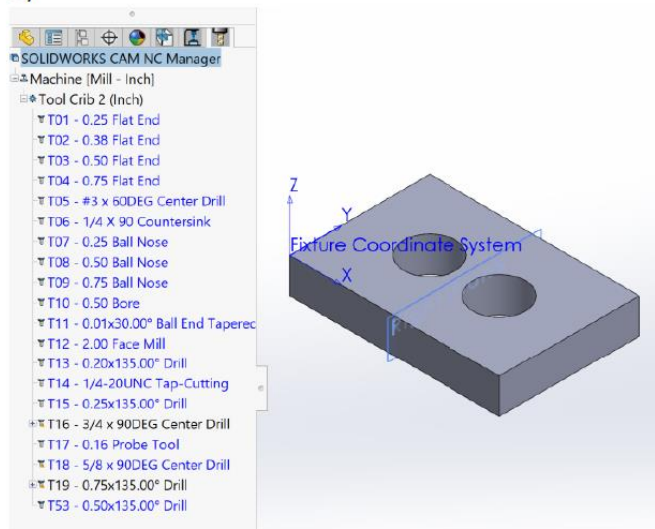 SOLIDWORKS CAM NC Manager
Machine [Mill - Inch]
Tool Crib 2 (Inch)
T01 - 0.25 Flat End
T02 - 0.38 Flat End
T03 - 0.50 Flat End
T04 - 0.75 Flat End
T05 - #3 x 60DEG Center Drill
T06 - 1/4 X 90 Countersink
T07 - 0.25 Ball Nose
T08 - 0.50 Ball Nose
T09 - 0.75 Ball Nose
T10 - 0.50 Bore
T11 - 0.01x30.00° Ball End Taperec
T12 - 2.00 Face Mill
T13 - 0.20x135.00° Drill
T14 - 1/4-20UNC Tap-Cutting
T15 - 0.25x135.00° Drill
T16 - 3/4 x 90DEG Center Drill
T17 - 0.16 Probe Tool
T18 - 5/8 x 90DEG Center Drill
T19 - 0.75x135.00° Drill
T53 - 0.50x135.00° Drill
Z
Y
Fixture Coordinate System
X